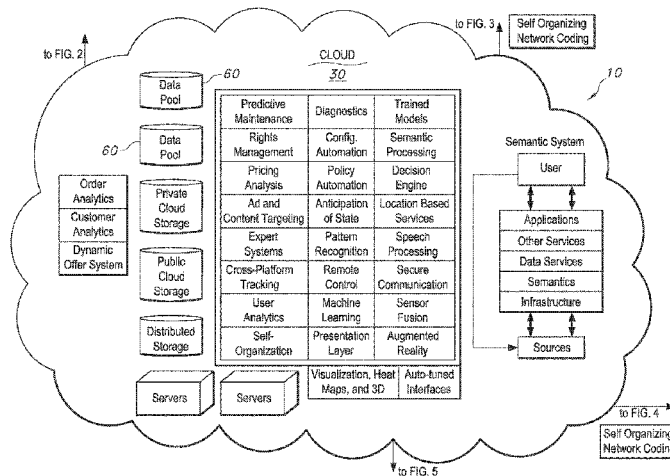 to FIG. 2
to FIG. 3
Self Organizing
Network Coding
10
CLOUD
30
Data
Pool
60
Data
Pool
60
Private
Cloud
Storage
Public
Cloud
Storage
Distributed
Storage
Servers
Servers
Order
Analytics
Customer
Analytics
Dynamic
Offer System
Predictive
Maintenance
Diagnostics
Trained
Models
Rights
Management
Config.
Automation
Semantic
Processing
Pricing
Analysis
Policy
Automation
Decision
Engine
Ad and
Content Targeting
Anticipation
of State
Location Based
Services
Expert
Systems
Pattern
Recognition
Speech
Processing
Cross-Platform
Tracking
Remote
Control
Secure
Communication
User
Analytics
Machine
Learning
Sensor
Fusion
Self-
Organization
Presentation
Layer
Augmented
Reality
Visualization, Heat
Maps, and 3D
Auto-tuned
Interfaces
Semantic System
User
Applications
Other Services
Data Services
Semantics
Infrastructure
Sources
to FIG. 4
Self Organizing
Network Coding
to FIG. 5